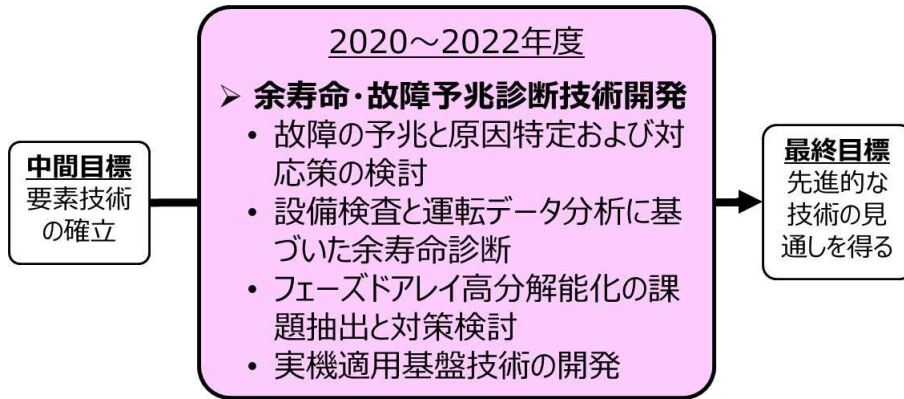 中間目標
要素技術
の確立
2020～2022年度
➢ 余寿命・故障予兆診断技術開発
• 故障の予兆と原因特定および対
応策の検討
• 設備検査と運転データ分析に基
づいた余寿命診断
• フェーズドアレイ高分解能化の課
題抽出と対策検討
• 実機適用基盤技術の開発
最終目標
先進的な
技術の見
通しを得る